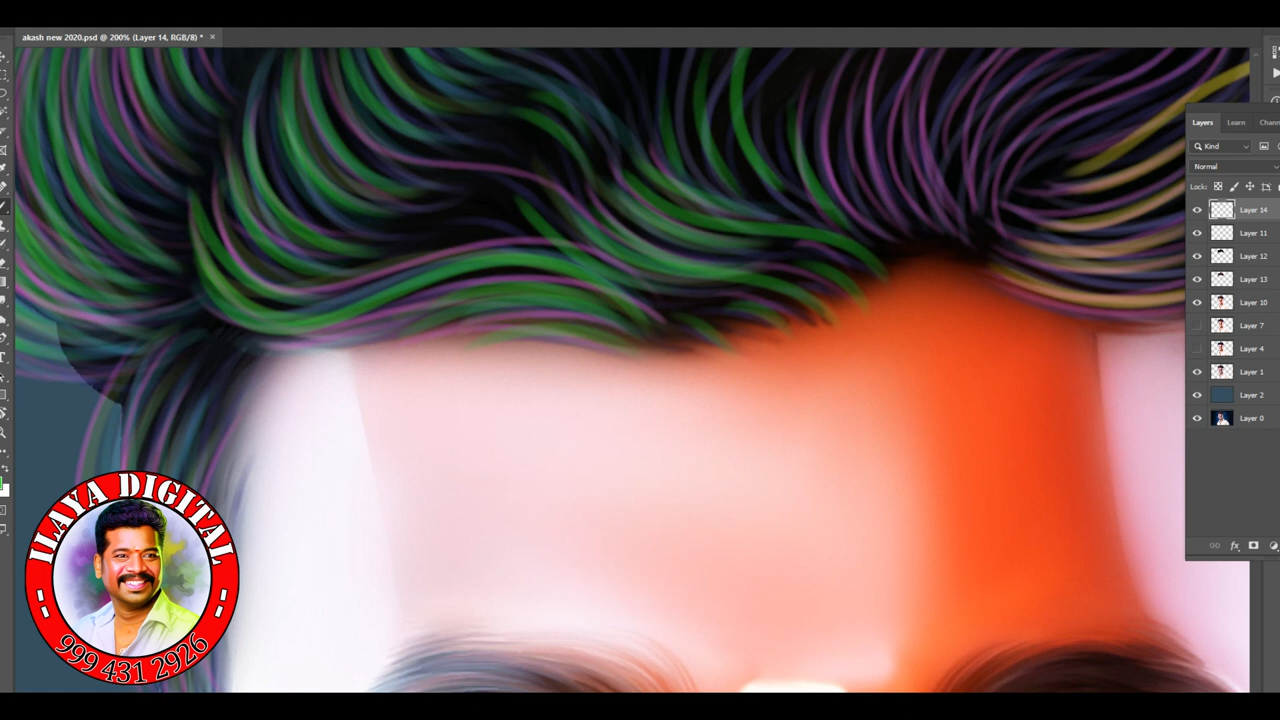 akash new 2020.psd @ 200% (Layer 14, RGB/8) * ×
Layers Learn Chann
Kind
Normal
Lock:
Layer 14
Layer 11
Layer 12
Layer 13
Layer 10
Layer 7
Layer 4
Layer 1
Layer 2
Layer 0
fx
ILAYA DIGITAL
999 431 2926